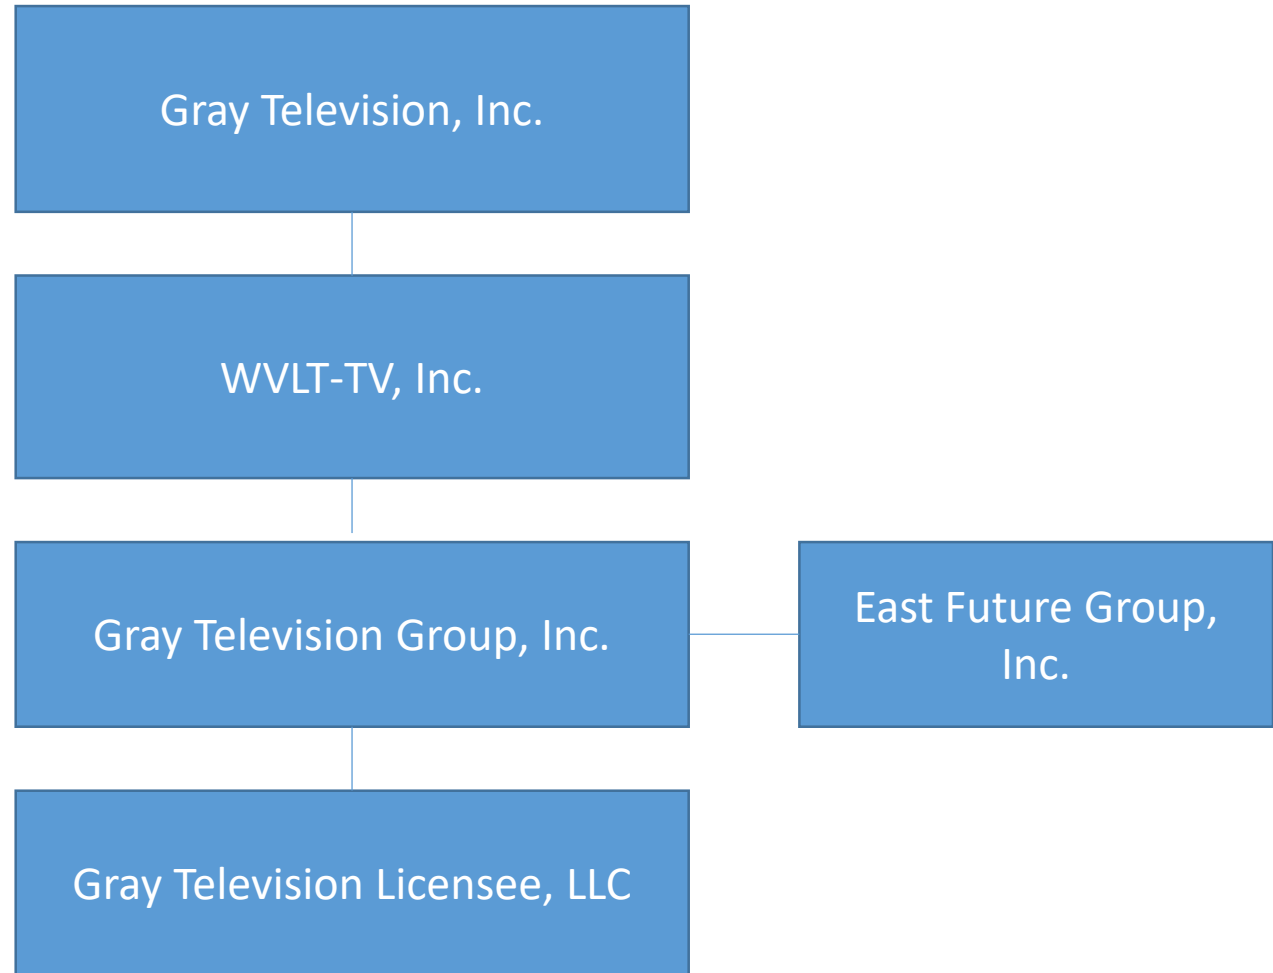 Gray Television, Inc.
WVLT-TV, Inc.
Gray Television Group, Inc.
East Future Group,
Inc.
Gray Television Licensee, LLC